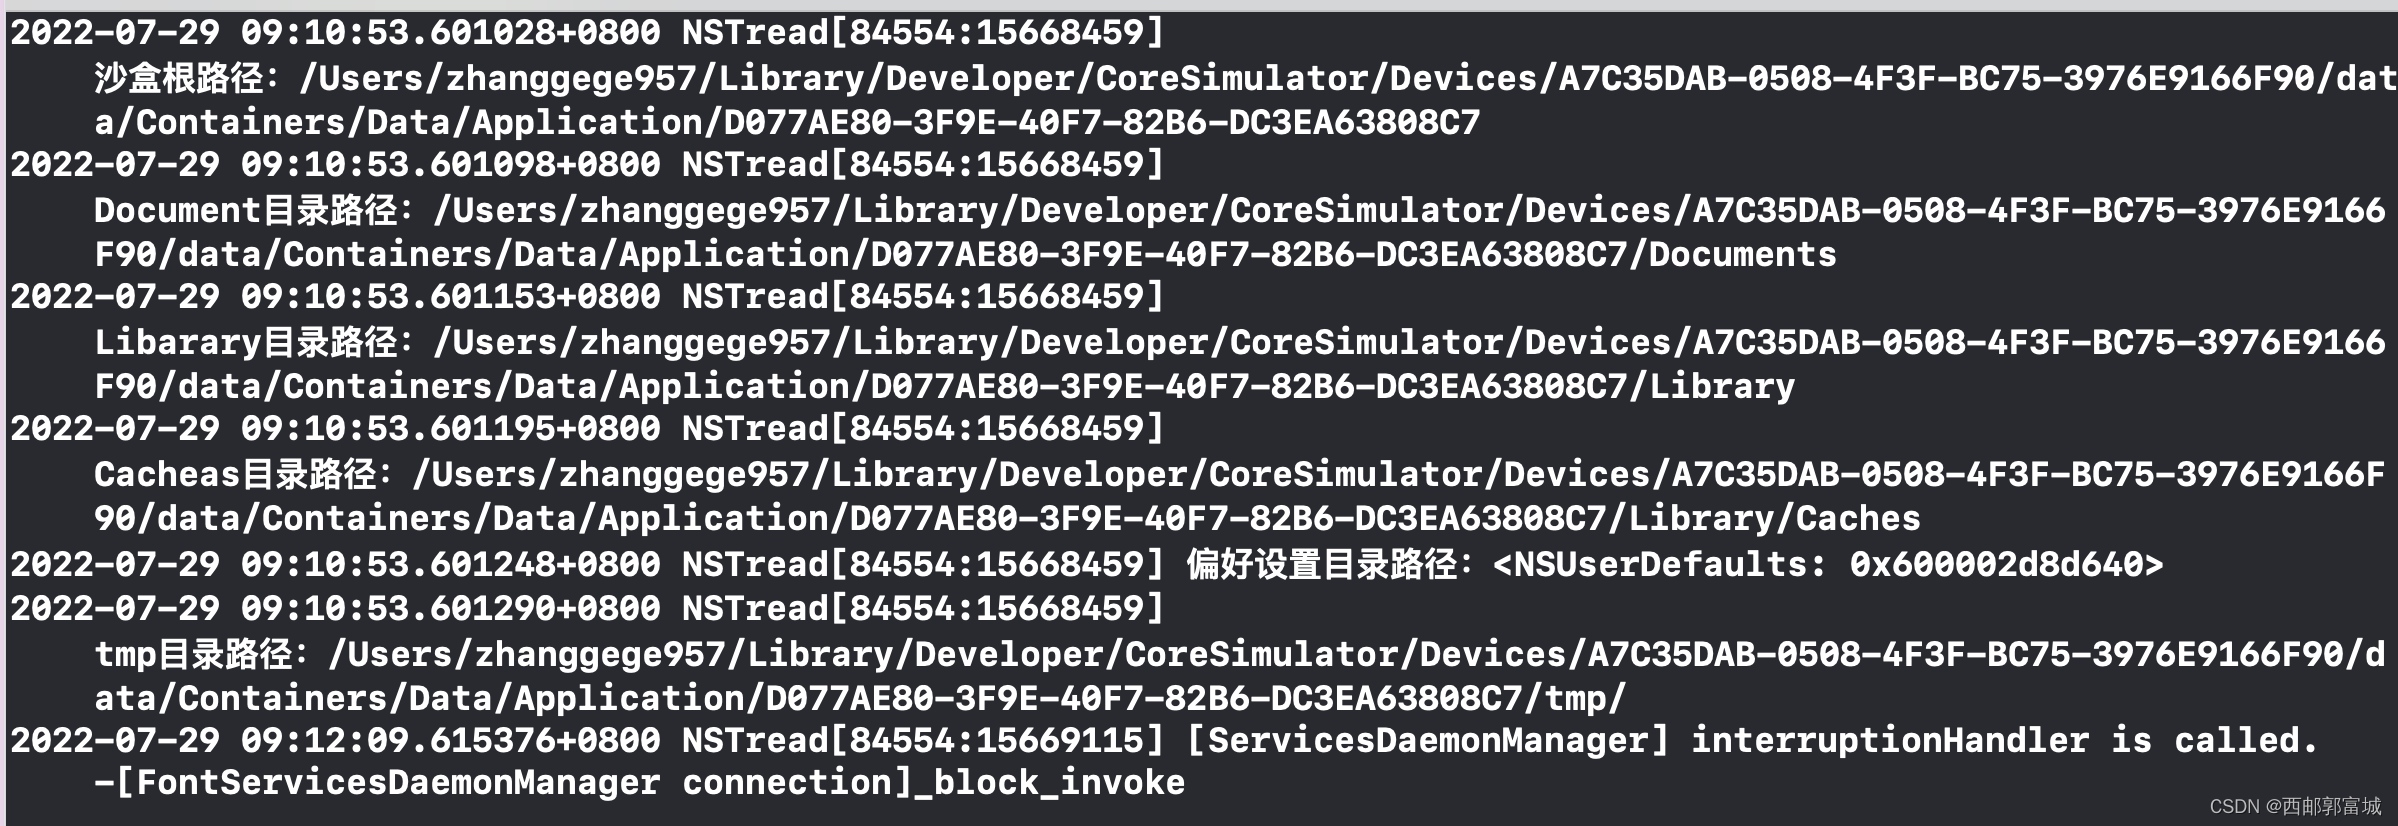 2022-07-29 09:10:53.601028+0800 NSTread[84554:15668459]
沙盒根路径：/Users/zhanggege957/Library/Developer/CoreSimulator/Devices/A7C35DAB-0508-4F3F-BC75-3976E9166F90/dat
a/Containers/Data/Application/D077AE80-3F9E-40F7-82B6-DC3EA63808C7
2022-07-29 09:10:53.601098+0800 NSTread[84554:15668459]
Document目录路径：/Users/zhanggege957/Library/Developer/CoreSimulator/Devices/A7C35DAB-0508-4F3F-BC75-3976E9166
F90/data/Containers/Data/Application/D077AE80-3F9E-40F7-82B6-DC3EA63808C7/Documents
2022-07-29 09:10:53.601153+0800 NSTread[84554:15668459]
Libarary目录路径：/Users/zhanggege957/Library/Developer/CoreSimulator/Devices/A7C35DAB-0508-4F3F-BC75-3976E9166
F90/data/Containers/Data/Application/D077AE80-3F9E-40F7-82B6-DC3EA63808C7/Library
2022-07-29 09:10:53.601195+0800 NSTread[84554:15668459]
Cacheas目录路径：/Users/zhanggege957/Library/Developer/CoreSimulator/Devices/A7C35DAB-0508-4F3F-BC75-3976E9166F
90/data/Containers/Data/Application/D077AE80-3F9E-40F7-82B6-DC3EA63808C7/Library/Caches
2022-07-29 09:10:53.601248+0800 NSTread[84554:15668459] 偏好设置目录路径：<NSUserDefaults: 0x600002d8d640>
2022-07-29 09:10:53.601290+0800 NSTread[84554:15668459]
tmp目录路径：/Users/zhanggege957/Library/Developer/CoreSimulator/Devices/A7C35DAB-0508-4F3F-BC75-3976E9166F90/d
ata/Containers/Data/Application/D077AE80-3F9E-40F7-82B6-DC3EA63808C7/tmp/
2022-07-29 09:12:09.615376+0800 NSTread[84554:15669115] [ServicesDaemonManager] interruptionHandler is called.
-[FontServicesDaemonManager connection]_block_invoke
CSDN @西邮郭富城